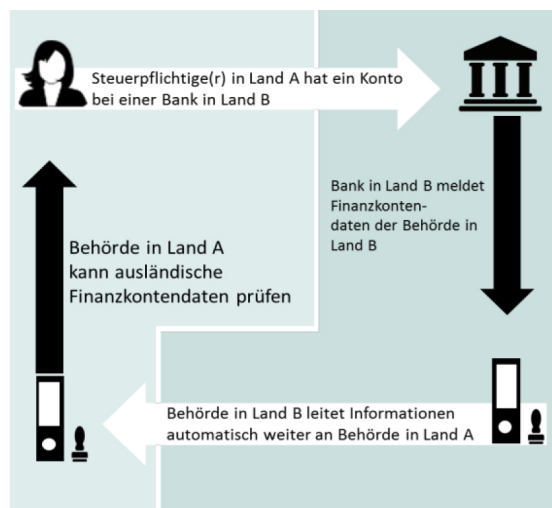 Steuerpflichtige(r) in Land A hat ein Konto
bei einer Bank in Land B
Bank in Land B meldet
Finanzkonten-
daten der Behörde in
Land B
Behörde in Land B leitet Informationen
automatisch weiter an Behörde in Land A
Behörde in Land A
kann ausländische
Finanzkontendaten prüfen